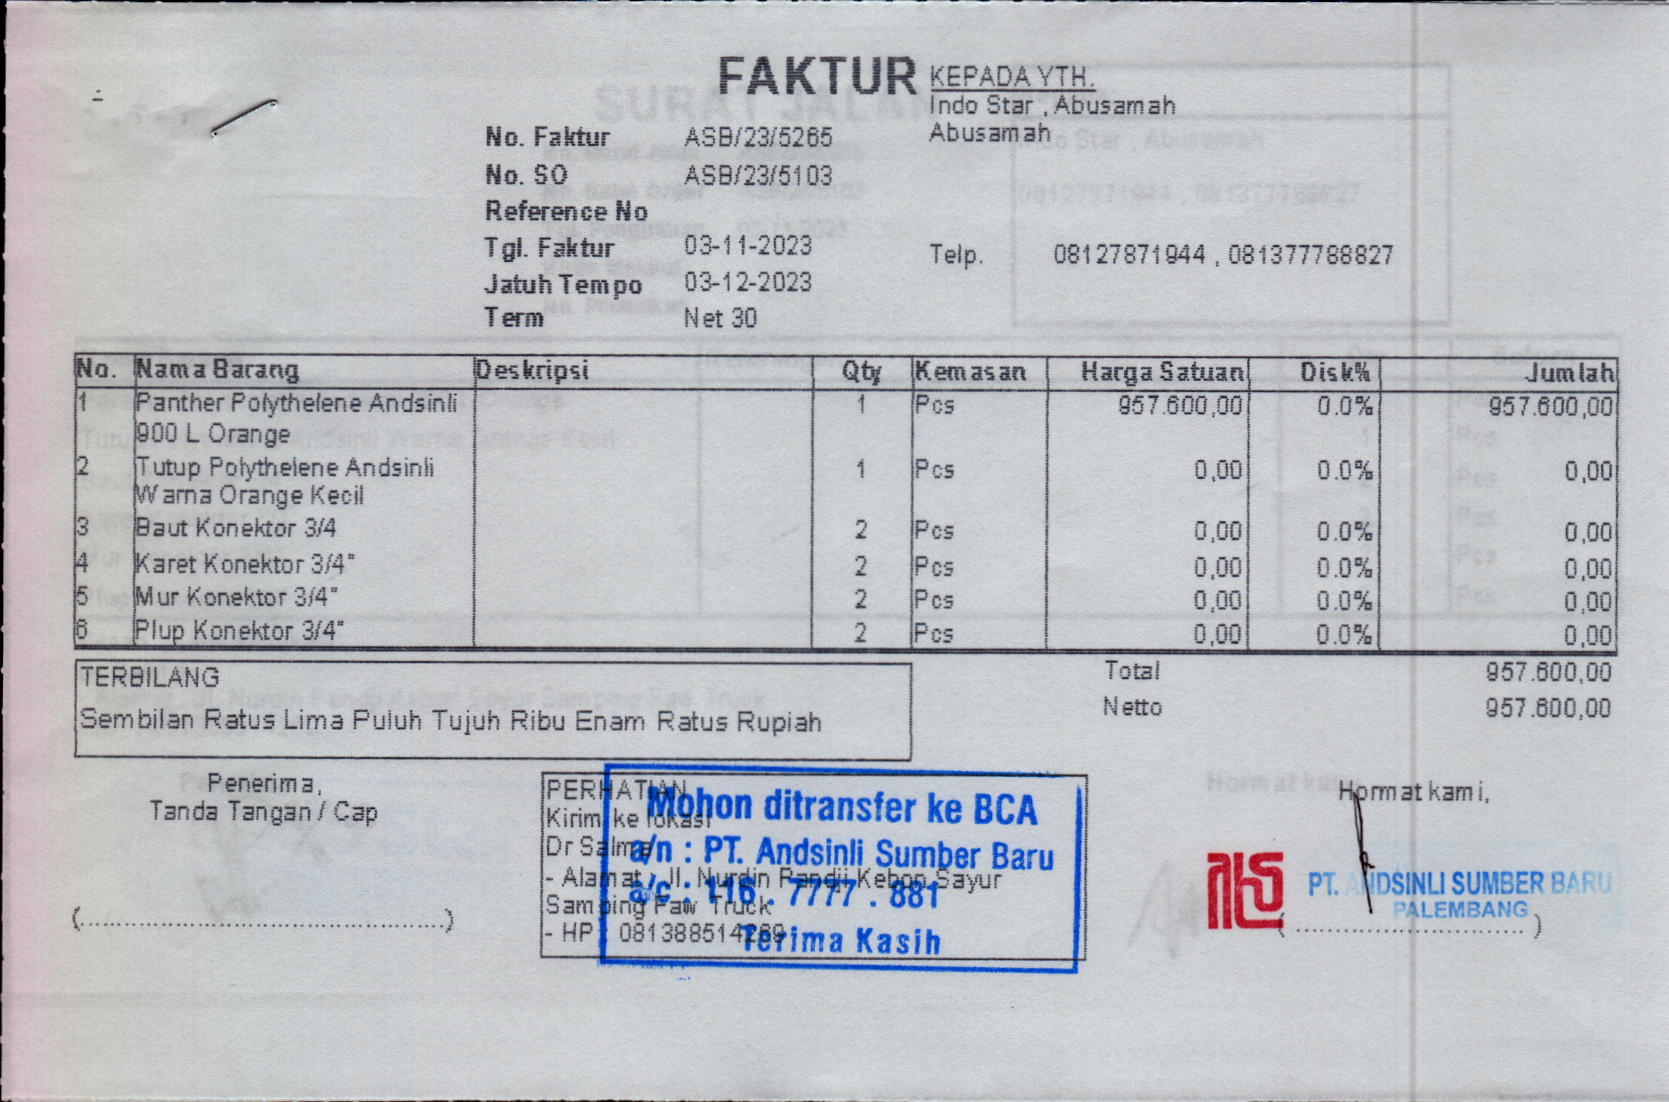 FAKTUR
KEPADA YTH.
Indo Star , Abusamah
Abusamah
No. Faktur ASB/23/5265
No. SO ASB/23/5103
Reference No
Tgl. Faktur 03-11-2023
Jatuh Tempo 03-12-2023
Term Net 30
Telp. 08127871944 , 081377788827
No. Nama Barang Deskripsi Qty Kemasan Harga Satuan Disk% Jumlah
1 Panther Polythelene Andsinli 1 Pcs 957.600,00 0.0% 957.600,00
900 L Orange
2 Tutup Polythelene Andsinli 1 Pcs 0,00 0.0% 0,00
Warna Orange Kecil
3 Baut Konektor 3/4 2 Pcs 0,00 0.0% 0,00
4 Karet Konektor 3/4" 2 Pcs 0,00 0.0% 0,00
5 Mur Konektor 3/4" 2 Pcs 0,00 0.0% 0,00
6 Plup Konektor 3/4" 2 Pcs 0,00 0.0% 0,00
TERBILANG
Sembilan Ratus Lima Puluh Tujuh Ribu Enam Ratus Rupiah
Total 957.600,00
Netto 957.600,00
Penerima,
Tanda Tangan / Cap
(............................................)
PERHATIAN
Kirim ke lokasi
Dr Salma
- Alamat Jl. Nurdin Pandji Kebon Sayur
Samping Faw Truck
- HP 081388514269
Mohon ditransfer ke BCA
a/n : PT. Andsinli Sumber Baru
a/c : 116 . 7777 . 881
Terima Kasih
Hormat kami,
PT. ANDSINLI SUMBER BARU
PALEMBANG
( ............................ )